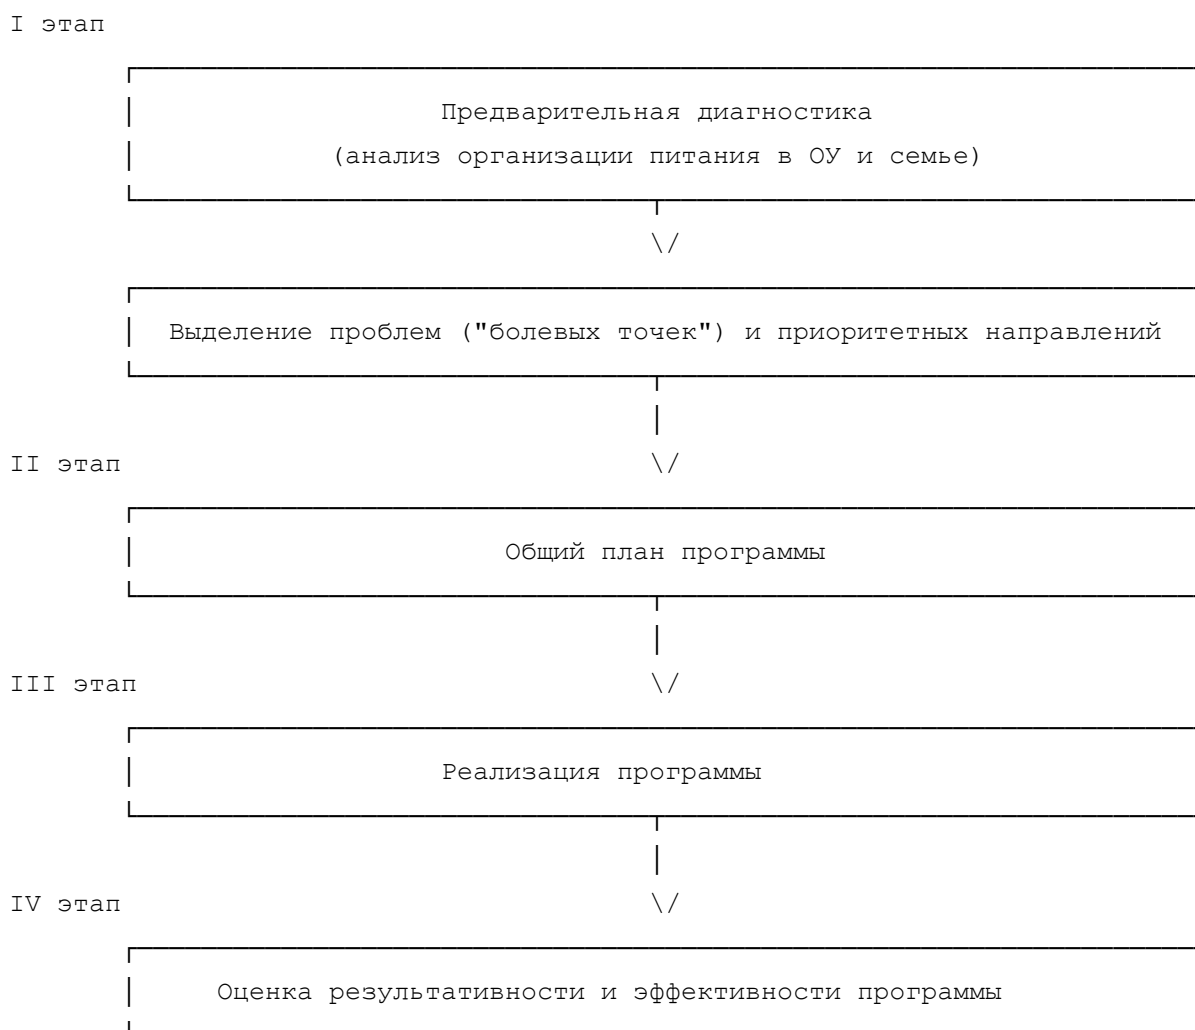 I этап
Предварительная диагностика
(анализ организации питания в ОУ и семье)
\/
Выделение проблем ("болевых точек") и приоритетных направлений
II этап \/
Общий план программы
III этап \/
Реализация программы
IV этап \/
Оценка результативности и эффективности программы